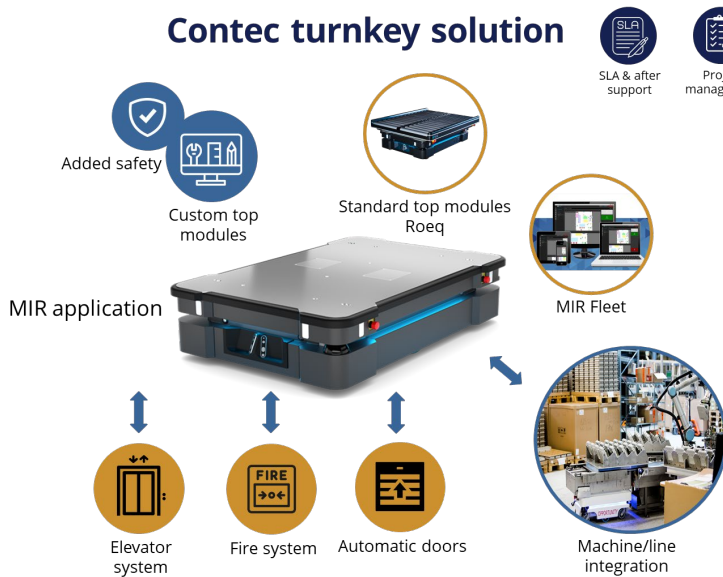 Contec turnkey solution
SLA
SLA & after
support
Added safety
Custom top
modules
Standard top modules
Roeq
MIR application
MIR Fleet
FIRE
Elevator
system
Fire system
Automatic doors
Machine/line
integration